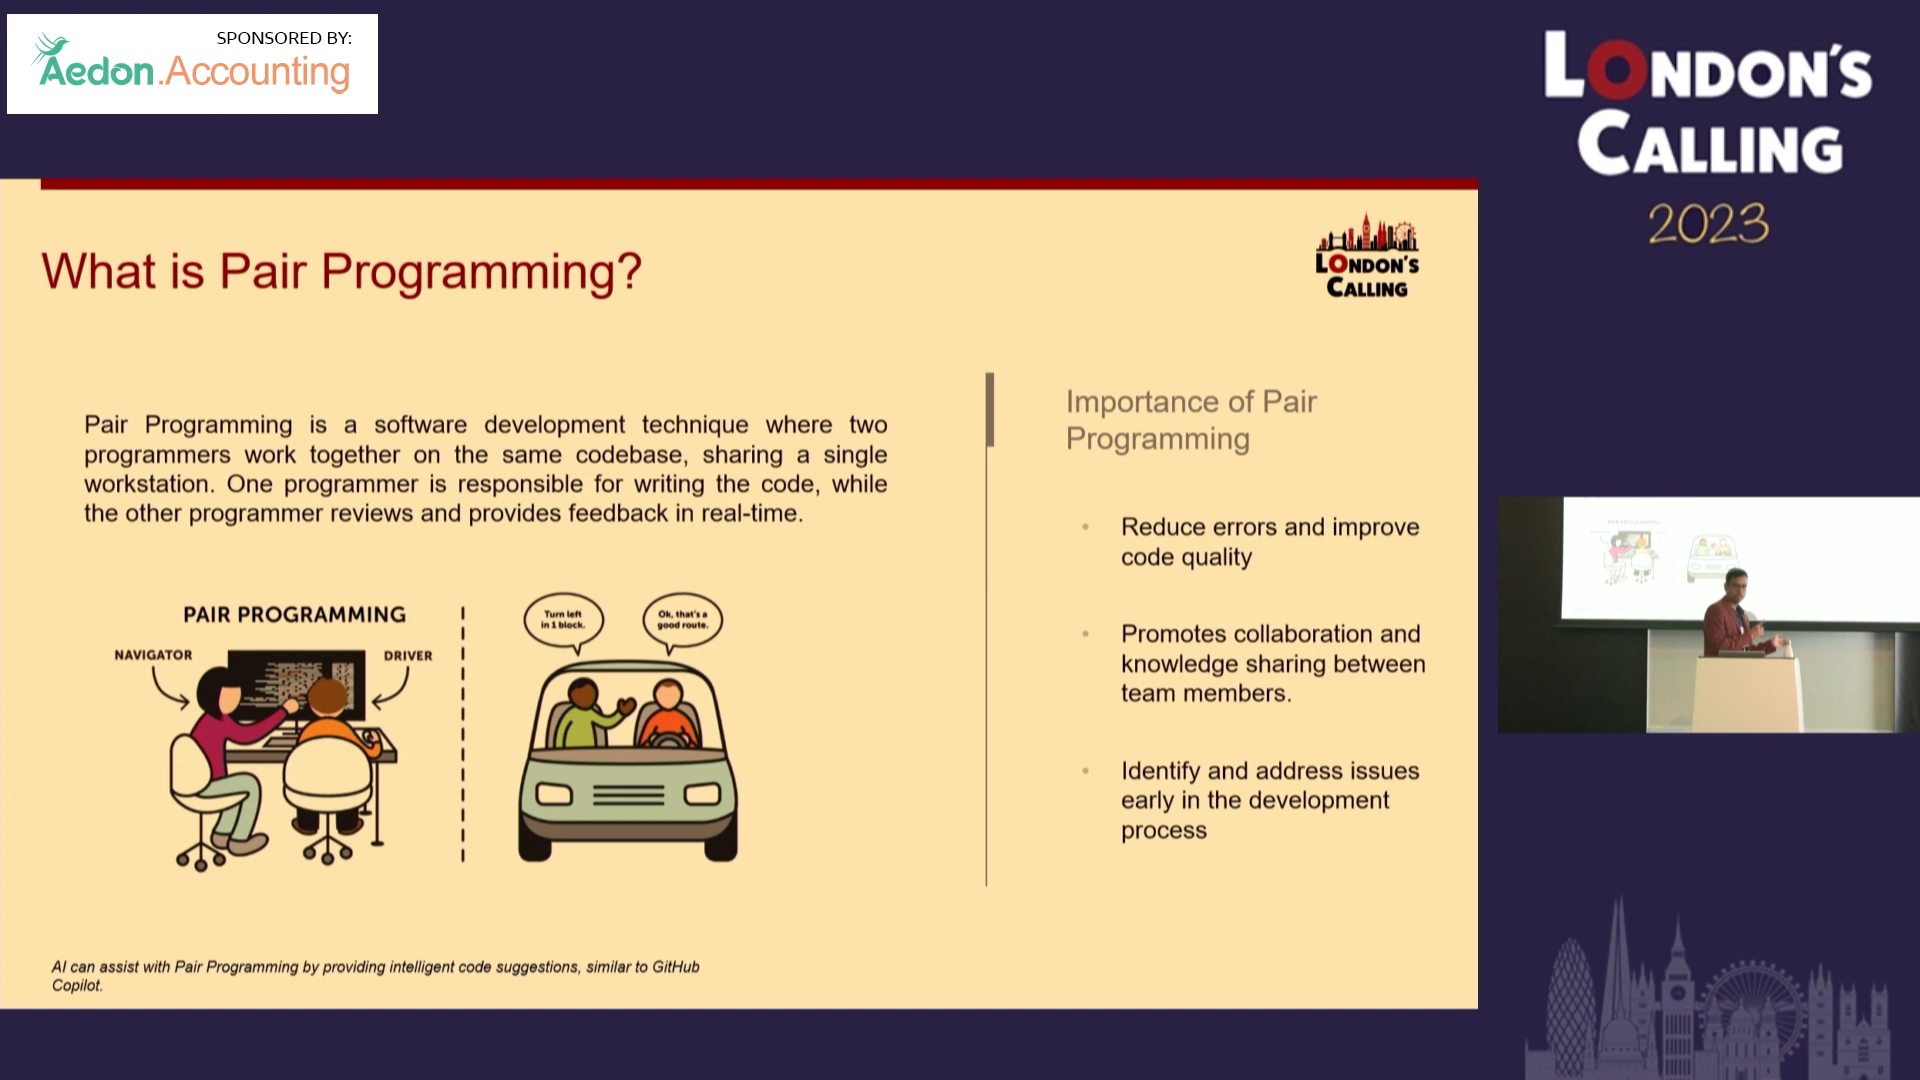 SPONSORED BY:
Aedon.Accounting
LONDON'S
CALLING
2023
What is Pair Programming?
LONDON'S
CALLING
Pair Programming is a software development technique where two
programmers work together on the same codebase, sharing a single
workstation. One programmer is responsible for writing the code, while
the other programmer reviews and provides feedback in real-time.
PAIR PROGRAMMING
NAVIGATOR
DRIVER
Turn left
in 1 block.
Ok, that's a
good route.
Importance of Pair
Programming
• Reduce errors and improve
code quality
• Promotes collaboration and
knowledge sharing between
team members.
• Identify and address issues
early in the development
process
AI can assist with Pair Programming by providing intelligent code suggestions, similar to GitHub
Copilot.